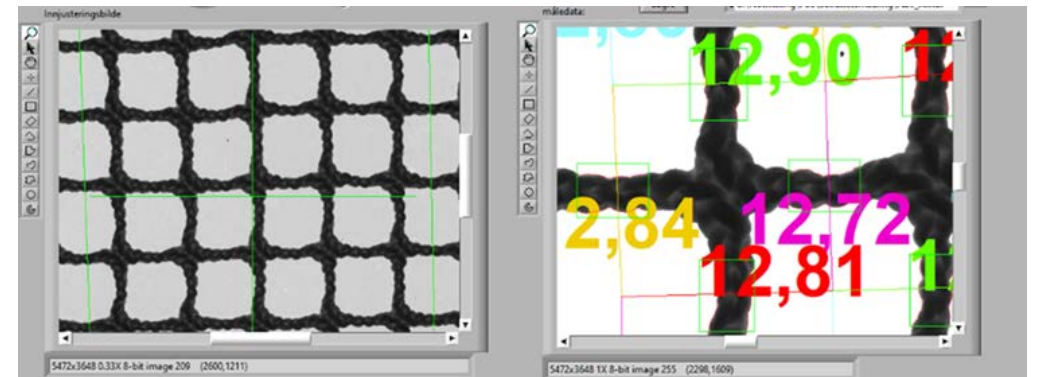 Innjusteringsbilde
måledata:
12,90
2,84
12,72
12,81
5472x3648 0.33X 8-bit image 209 (2600,1211)
5472x3648 1X 8-bit image 255 (2298,1609)